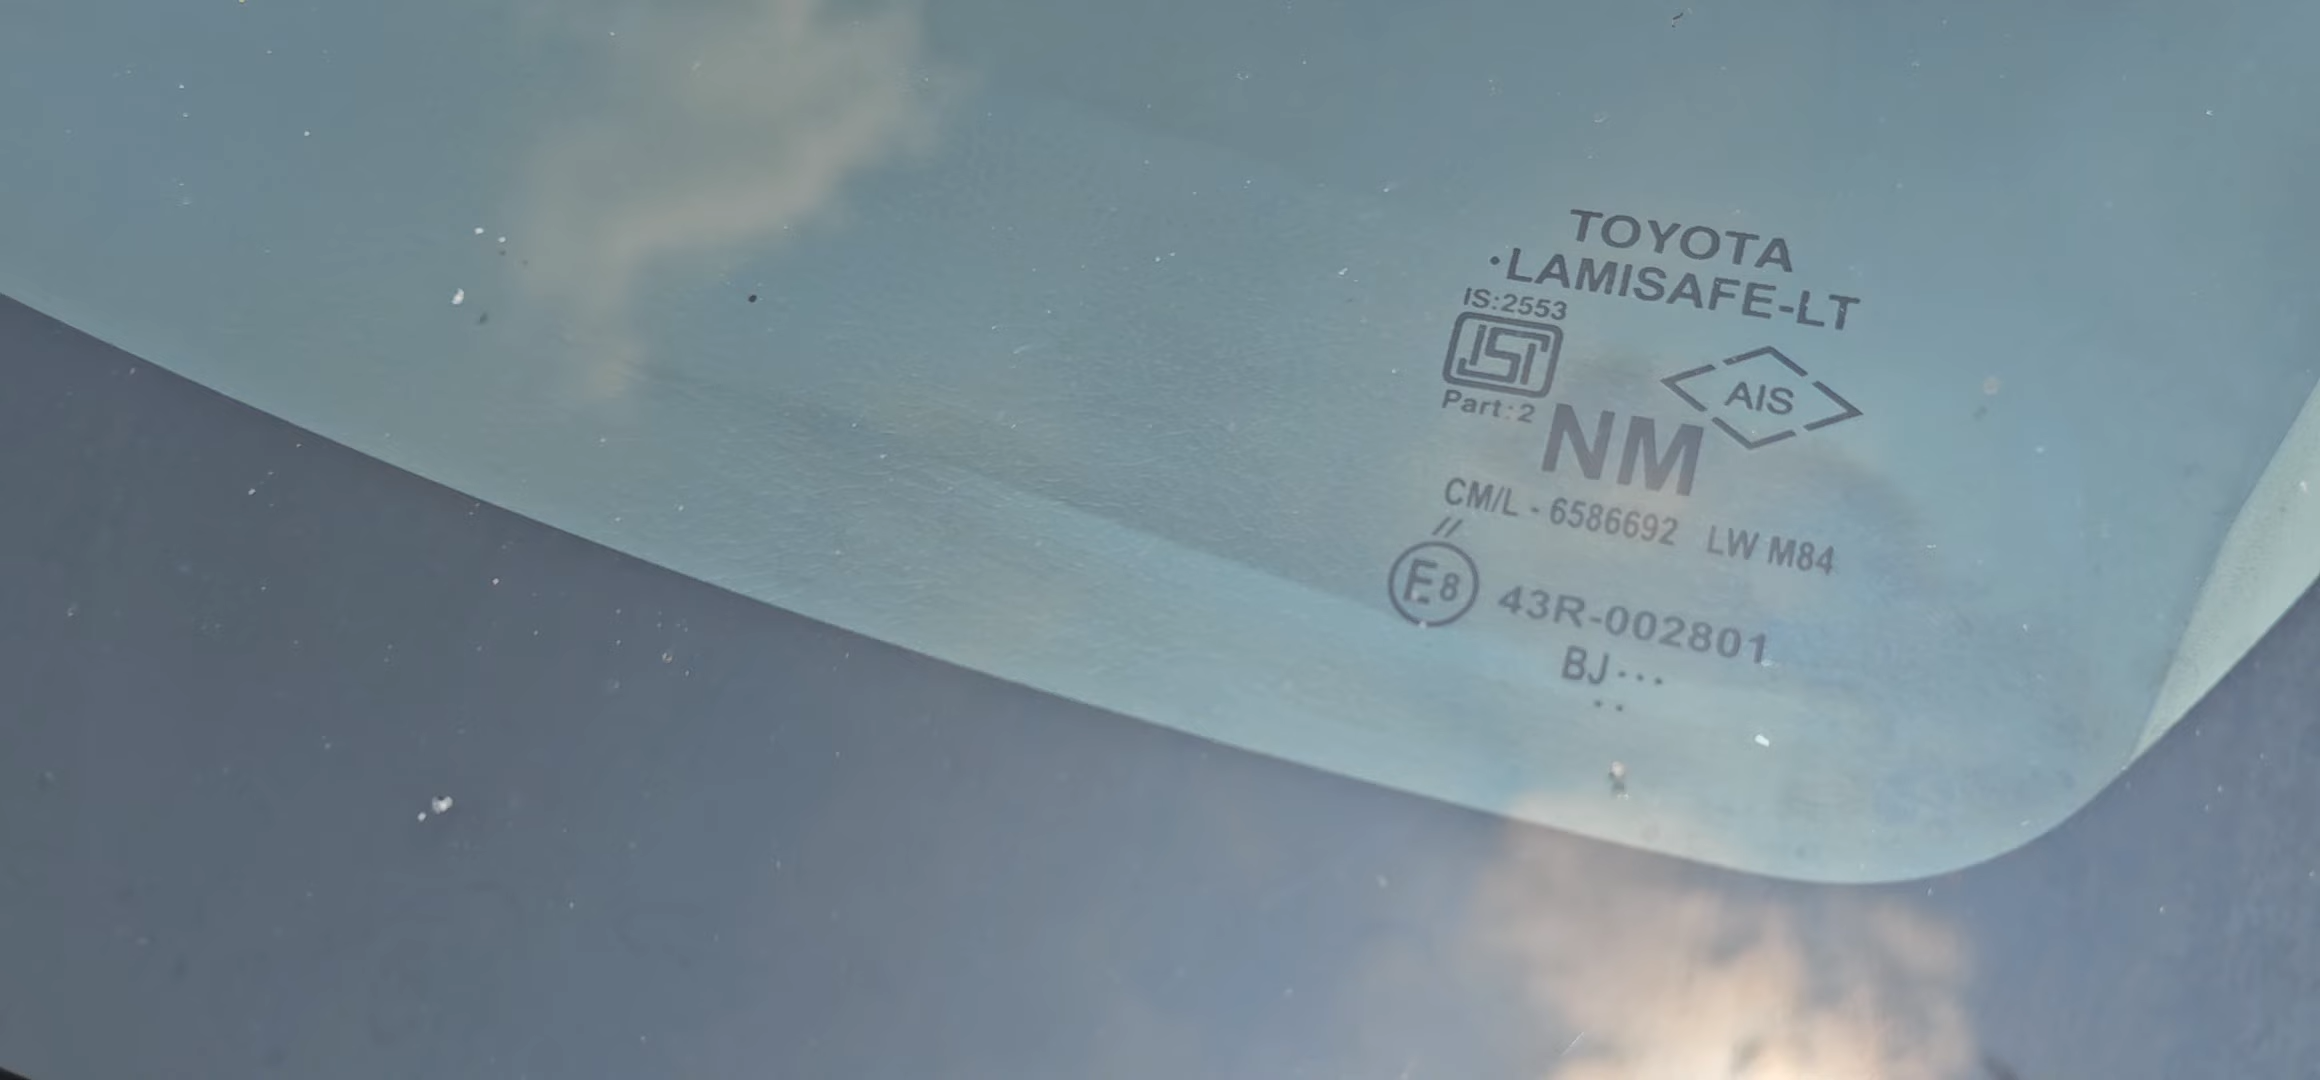 TOYOTA
·LAMISAFE-LT
IS:2553
ISI
AIS
Part:2
NM
CM/L - 6586692 LW M84
//
E8 43R-002801
BJ···
··